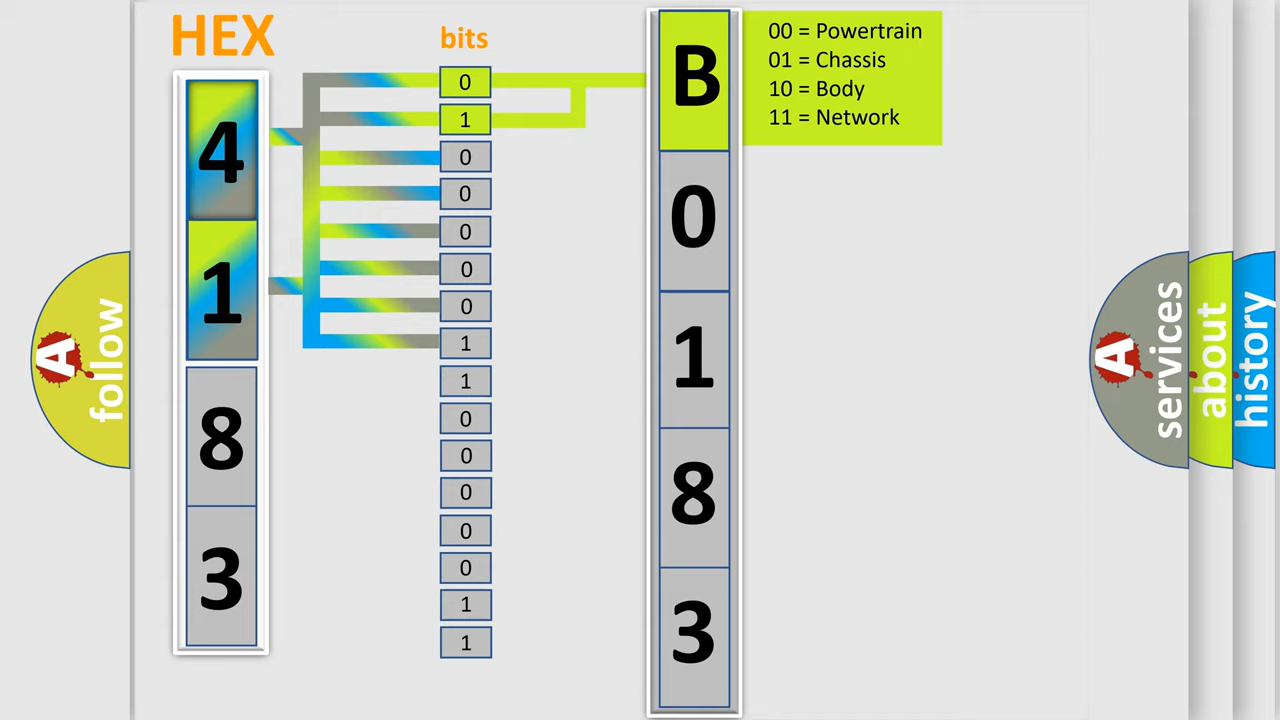 HEX
bits
4
1
8
3
0
1
0
0
0
0
0
1
1
0
0
0
0
0
1
1
B
0
1
8
3
00 = Powertrain
01 = Chassis
10 = Body
11 = Network
A
follow
A
services
about
history